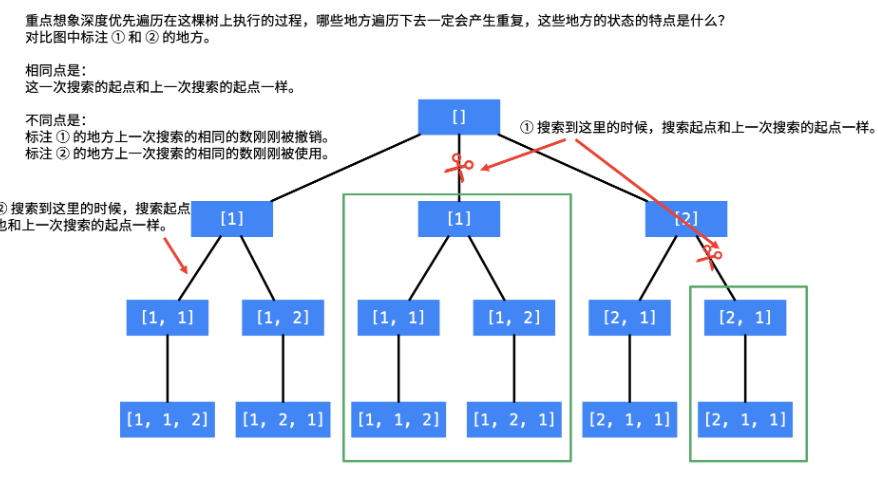 重点想象深度优先遍历在这棵树上执行的过程，哪些地方遍历下去一定会产生重复，这些地方的状态的特点是什么？
对比图中标注 ① 和 ② 的地方。
相同点是：
这一次搜索的起点和上一次搜索的起点一样。
不同点是：
标注 ① 的地方上一次搜索的相同的数刚刚被撤销。
标注 ② 的地方上一次搜索的相同的数刚刚被使用。
[]
① 搜索到这里的时候，搜索起点和上一次搜索的起点一样。
② 搜索到这里的时候，搜索起点
也和上一次搜索的起点一样。
[1]
[1]
[2]
[1, 1]
[1, 2]
[1, 1]
[1, 2]
[2, 1]
[2, 1]
[1, 1, 2]
[1, 2, 1]
[1, 1, 2]
[1, 2, 1]
[2, 1, 1]
[2, 1, 1]